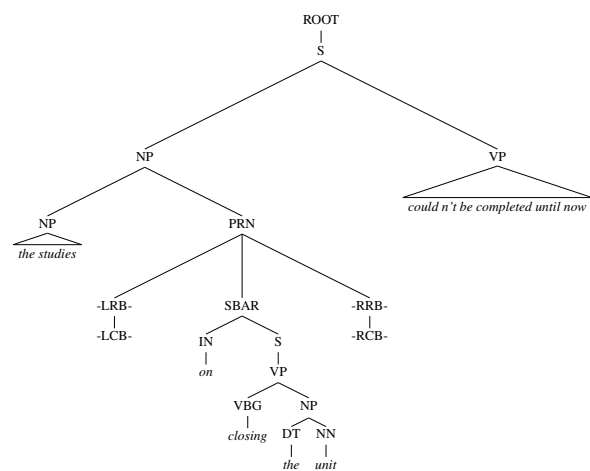 ROOT
S
NP VP
NP PRN could n't be completed until now
the studies
-LRB- SBAR -RRB-
-LCB- IN S -RCB-
on VP
VBG NP
closing DT NN
the unit